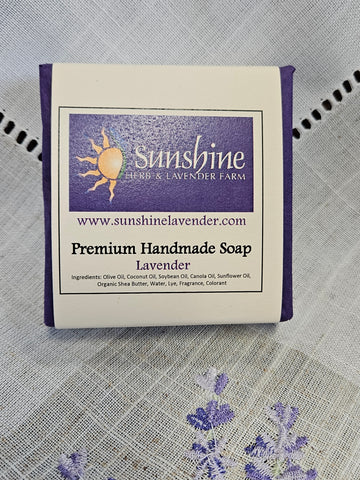 Sunshine
HERB & LAVENDER FARM
www.sunshinelavender.com
Premium Handmade Soap
Lavender
Ingredients: Olive Oil, Coconut Oil, Soybean Oil, Canola Oil, Sunflower Oil,
Organic Shea Butter, Water, Lye, Fragrance, Colorant